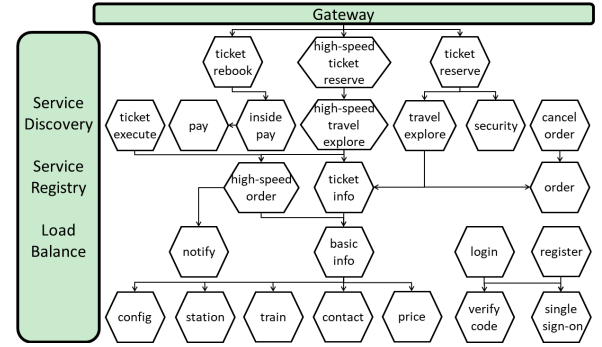 Gateway
Service
Discovery
Service
Registry
Load
Balance
ticket
rebook
high-speed
ticket
reserve
ticket
reserve
ticket
execute
pay
inside
pay
high-speed
travel
explore
travel
explore
security
cancel
order
high-speed
order
ticket
info
order
notify
basic
info
login
register
config
station
train
contact
price
verify
code
single
sign-on